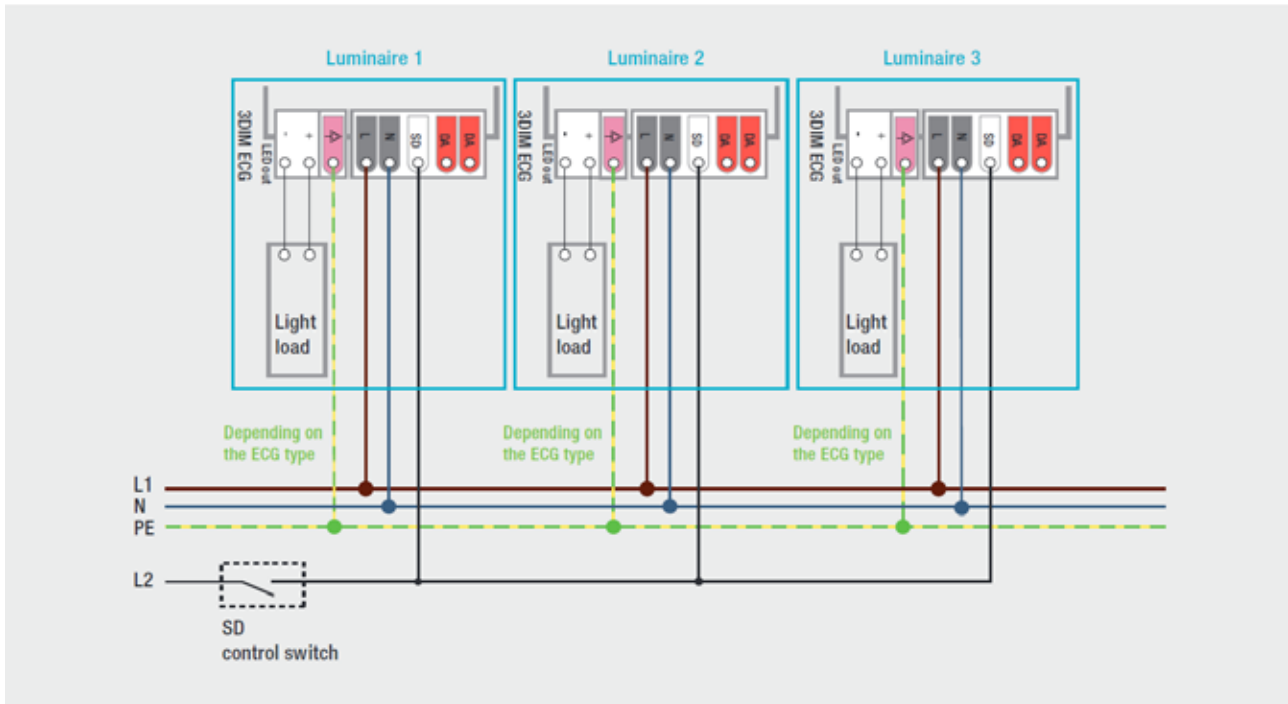 Luminaire 1
Luminaire 2
Luminaire 3
3DIM ECG
LED out
- + L N SD DA DA
3DIM ECG
LED out
- + L N SD DA DA
3DIM ECG
LED out
- + L N SD DA DA
Light
load
Light
load
Light
load
Depending on
the ECG type
Depending on
the ECG type
Depending on
the ECG type
L1
N
PE
L2
SD
control switch